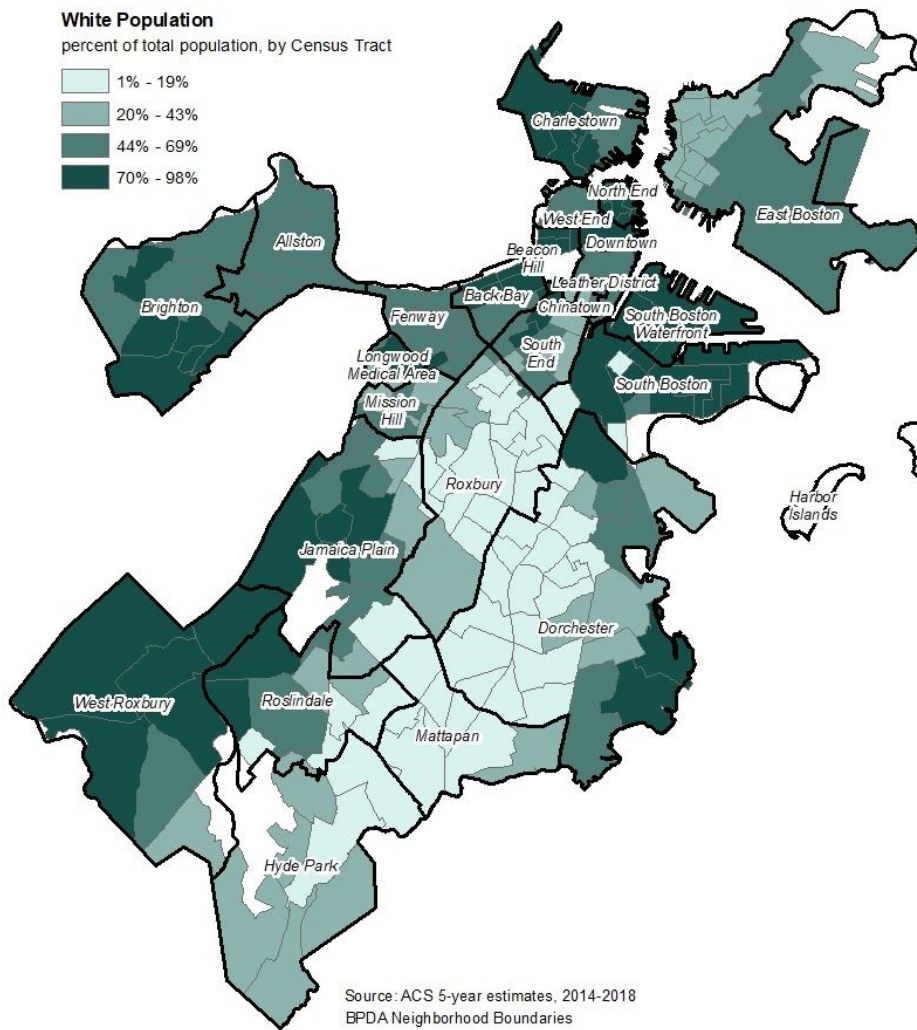 White Population
percent of total population, by Census Tract
1% - 19%
20% - 43%
44% - 69%
70% - 98%
Charlestown
North End
West End
East Boston
Allston
Downtown
Beacon
Hill
Leather District
Back Bay
Brighton
Chinatown
Fenway
South Boston
Waterfront
South
End
Longwood
Medical Area
South Boston
Mission
Hill
Roxbury
Harbor
Islands
Jamaica Plain
Dorchester
West Roxbury
Roslindale
Mattapan
Hyde Park
Source: ACS 5-year estimates, 2014-2018
BPDA Neighborhood Boundaries